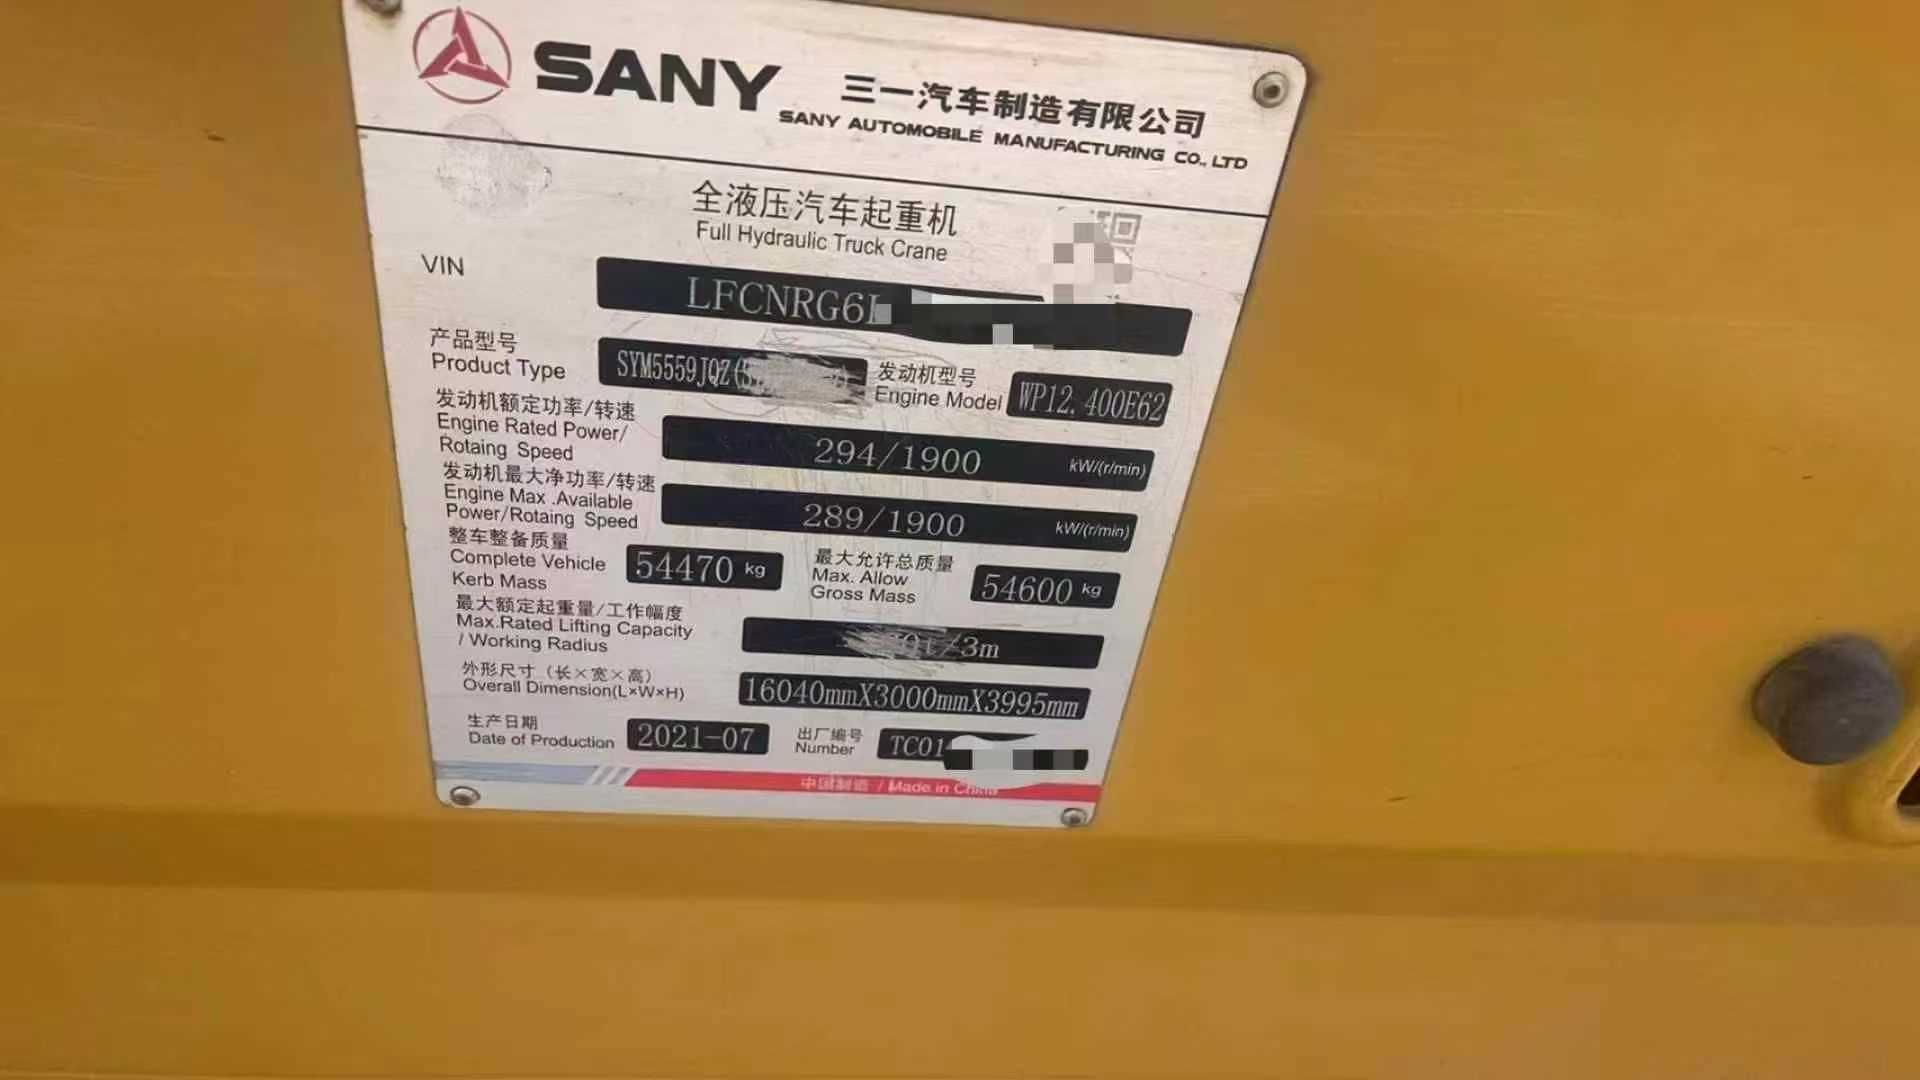 SANY 三一汽车制造有限公司
SANY AUTOMOBILE MANUFACTURING CO., LTD
全液压汽车起重机
Full Hydraulic Truck Crane
VIN LFCNRG6
产品型号 SYM5559JQZ( 发动机型号
Product Type Engine Model WP12.400E62
发动机额定功率/转速
Engine Rated Power/ 294/1900 kW/(r/min)
Rotaing Speed
发动机最大净功率/转速
Engine Max .Available 289/1900 kW/(r/min)
Power/Rotaing Speed
整车整备质量 最大允许总质量
Complete Vehicle 54470 kg Max. Allow 54600 kg
Kerb Mass Gross Mass
最大额定起重量/工作幅度
Max.Rated Lifting Capacity 0t/3m
/ Working Radius
外形尺寸（长×宽×高）
Overall Dimension(L×W×H) 16040mmX3000mmX3995mm
生产日期 2021-07 出厂编号 TC01
Date of Production Number
中国制造 / Made in China